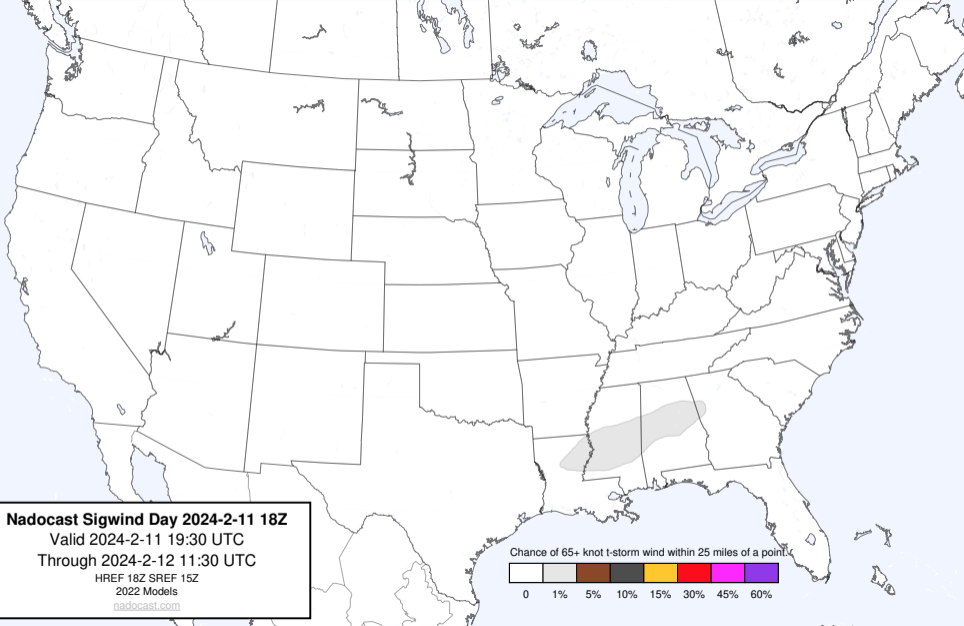 Nadocast Sigwind Day 2024-2-11 18Z
Valid 2024-2-11 19:30 UTC
Through 2024-2-12 11:30 UTC
HREF 18Z SREF 15Z
2022 Models
nadocast.com
Chance of 65+ knot t-storm wind within 25 miles of a point.
0 1% 5% 10% 15% 30% 45% 60%